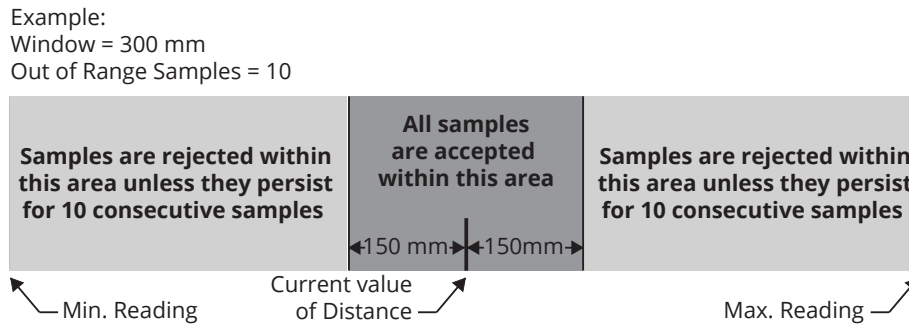 Example:
Window = 300 mm
Out of Range Samples = 10
Samples are rejected within
this area unless they persist
for 10 consecutive samples
All samples
are accepted
within this area
Samples are rejected within
this area unless they persist
for 10 consecutive samples
150 mm
150mm
Min. Reading
Current value
of Distance
Max. Reading